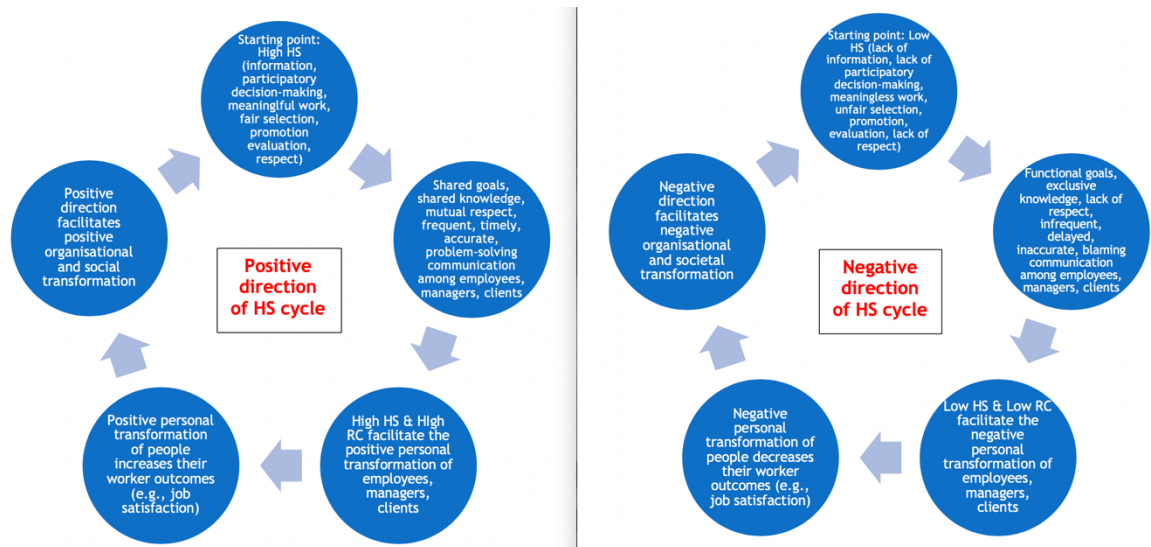 Starting point:
High HS
(information,
participatory
decision-making,
meaninglful work,
fair selection,
promotion
evaluation,
respect)
Shared goals,
shared knowledge,
mutual respect,
frequent, timely,
accurate,
problem-solving
communication
among employees,
managers, clients
High HS & HIgh
RC facilitate the
positive personal
transformation of
employees,
managers,
clients
Positive personal
transformation
of people
increases their
worker outcomes
(e.g., job
satisfaction)
Positive
direction
facilitates
positive
organisational
and social
transformation
Positive
direction
of HS cycle
Starting point: Low
HS (lack of
information, lack of
participatory
decision-making,
meaningless work,
unfair selection,
promotion,
evaluation, lack of
respect)
Functional goals,
exclusive
knowledge, lack of
respect,
infrequent,
delayed,
inaccurate, blaming
communication
among employees,
managers, clients
Low HS & Low RC
facilitate the
negative
personal
transformation of
employees,
managers,
clients
Negative
personal
transformation of
people decreases
their worker
outcomes (e.g.,
job satisfaction)
Negative
direction
facilitates
negative
organisational
and societal
transformation
Negative
direction
of HS cycle